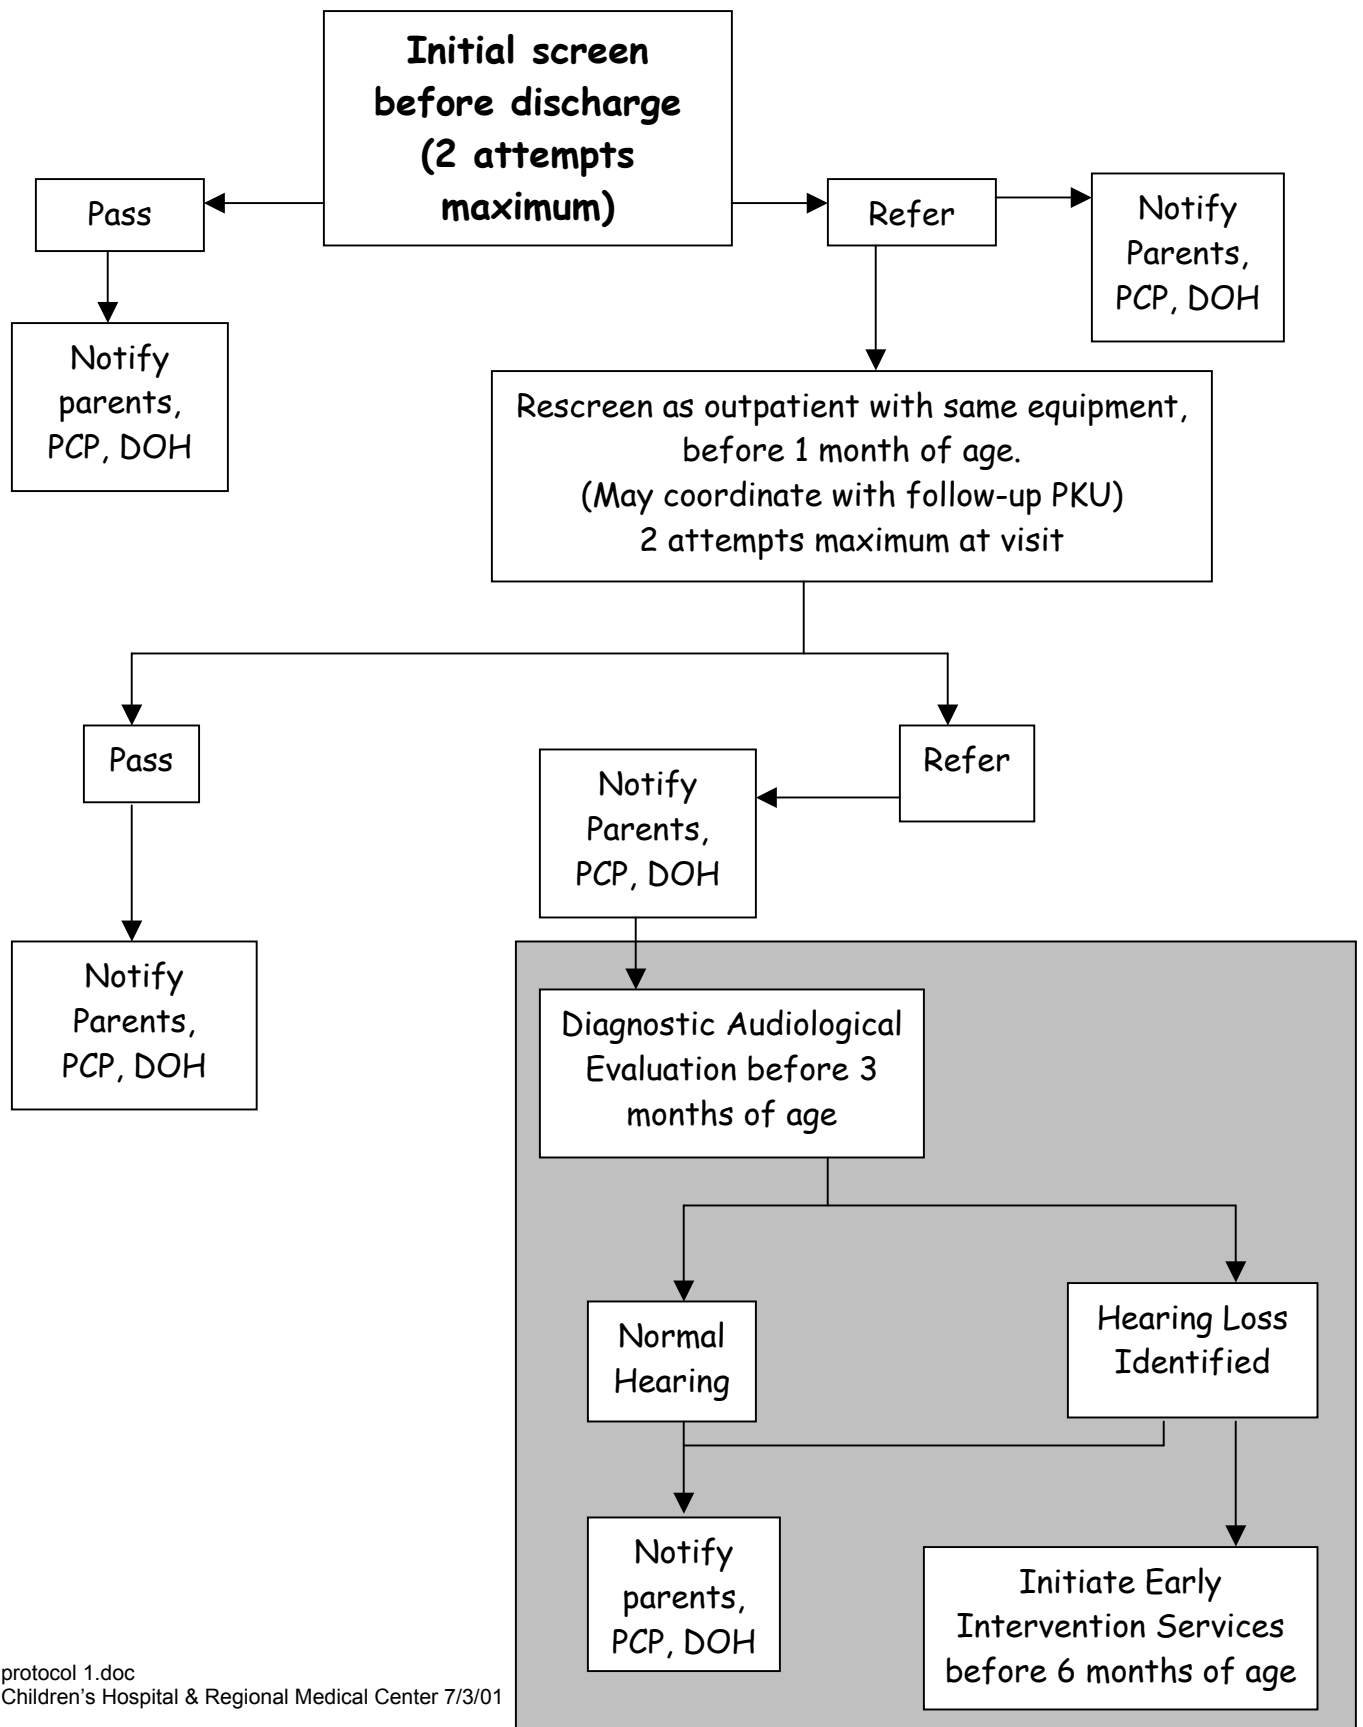 Initial screen
before discharge
(2 attempts
maximum)
Pass
Refer
Notify
Parents,
PCP, DOH
Notify
parents,
PCP, DOH
Rescreen as outpatient with same equipment,
before 1 month of age.
(May coordinate with follow-up PKU)
2 attempts maximum at visit
Pass
Refer
Notify
Parents,
PCP, DOH
Notify
Parents,
PCP, DOH
Diagnostic Audiological
Evaluation before 3
months of age
Normal
Hearing
Hearing Loss
Identified
Notify
parents,
PCP, DOH
Initiate Early
Intervention Services
before 6 months of age
protocol 1.doc
Children’s Hospital & Regional Medical Center 7/3/01